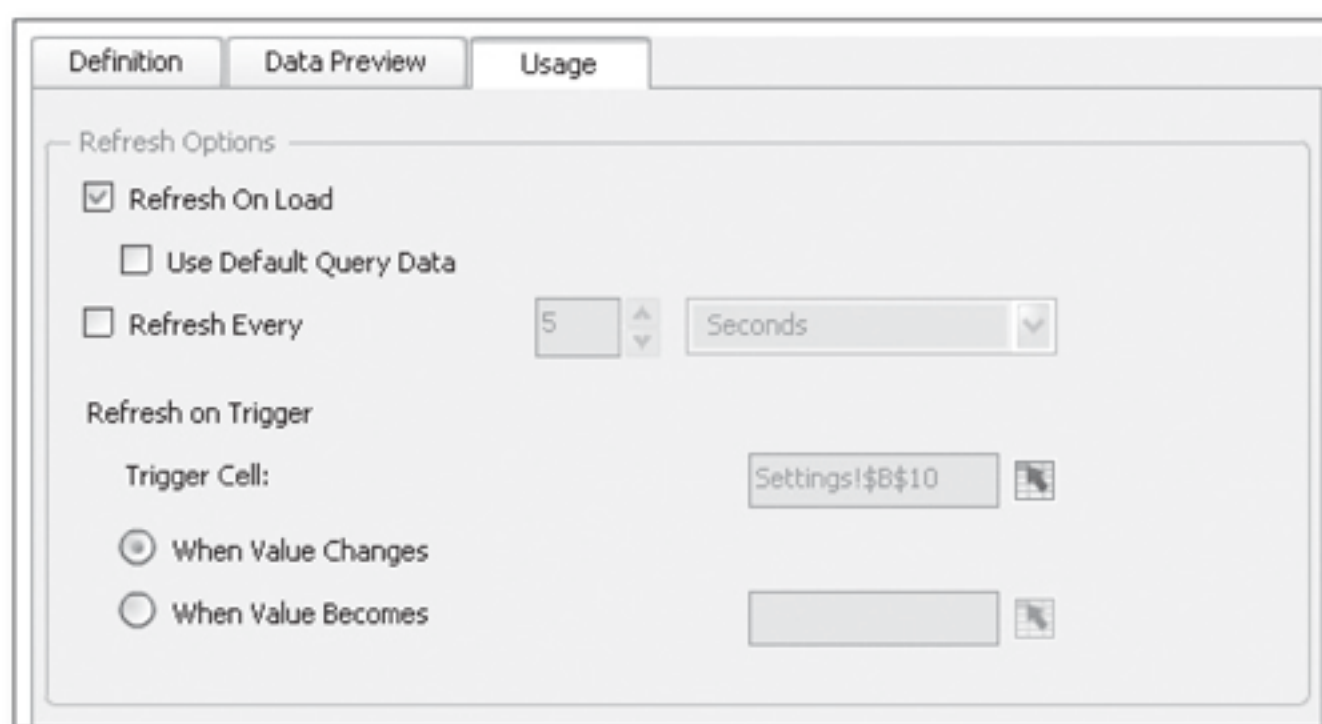 Definition Data Preview Usage
Refresh Options
Refresh On Load
Use Default Query Data
Refresh Every 5 Seconds
Refresh on Trigger
Trigger Cell: Settings!$B$10
When Value Changes
When Value Becomes